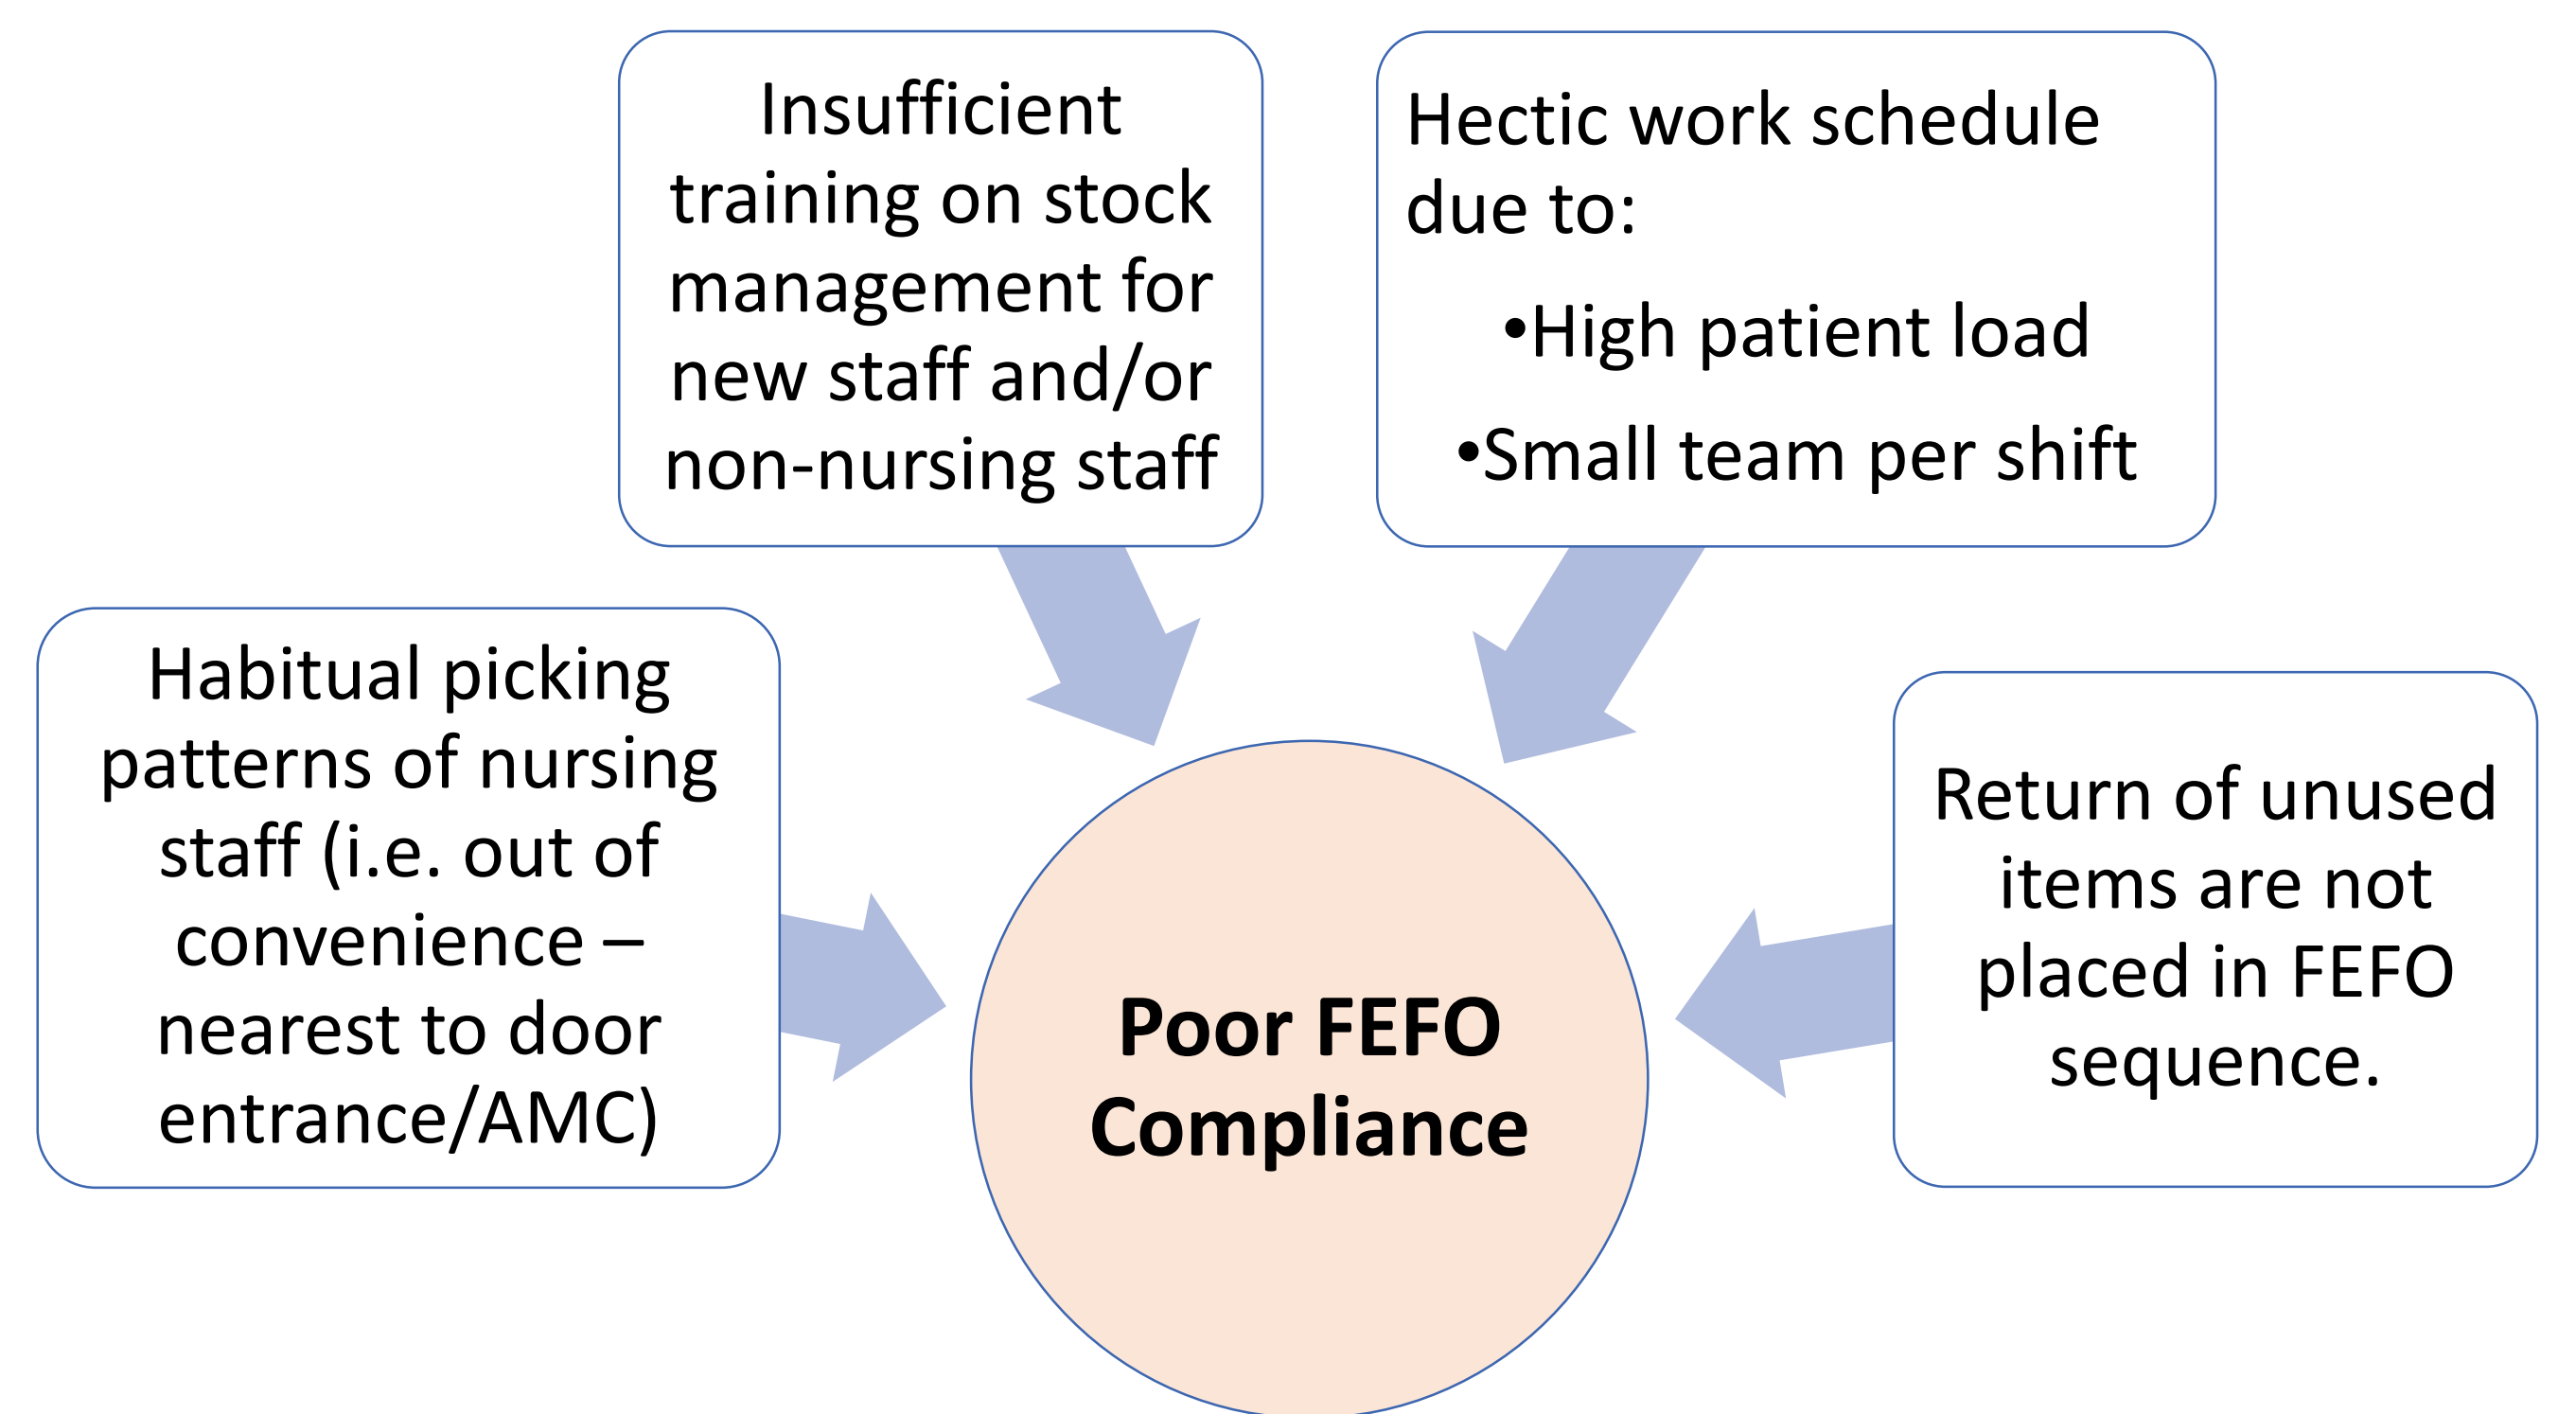 Insufficient
training on stock
management for
new staff and/or
non-nursing staff
Hectic work schedule
due to:
•High patient load
•Small team per shift
Habitual picking
patterns of nursing
staff (i.e. out of
convenience –
nearest to door
entrance/AMC)
Return of unused
items are not
placed in FEFO
sequence.
Poor FEFO
Compliance